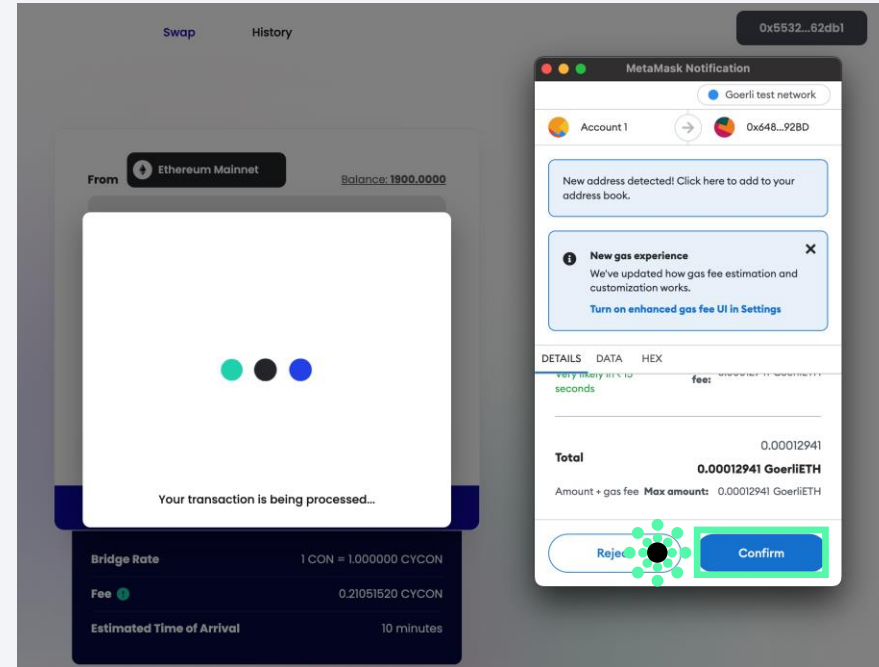 Swap
History
0x5532...62db1
MetaMask Notification
Goerli test network
Account 1
0x648...92BD
From
Ethereum Mainnet
Balance: 1900.0000
New address detected! Click here to add to your
address book.
New gas experience
We've updated how gas fee estimation and
customization works.
Turn on enhanced gas fee UI in Settings
DETAILS DATA HEX
Very likely in < 15
seconds
fee:
0.00012941
Total
0.00012941 GoerliETH
Amount + gas fee Max amount: 0.00012941 GoerliETH
Your transaction is being processed...
Confirm
Bridge Rate
1 CON = 1.000000 CYCON
Fee
0.21051520 CYCON
Estimated Time of Arrival
10 minutes